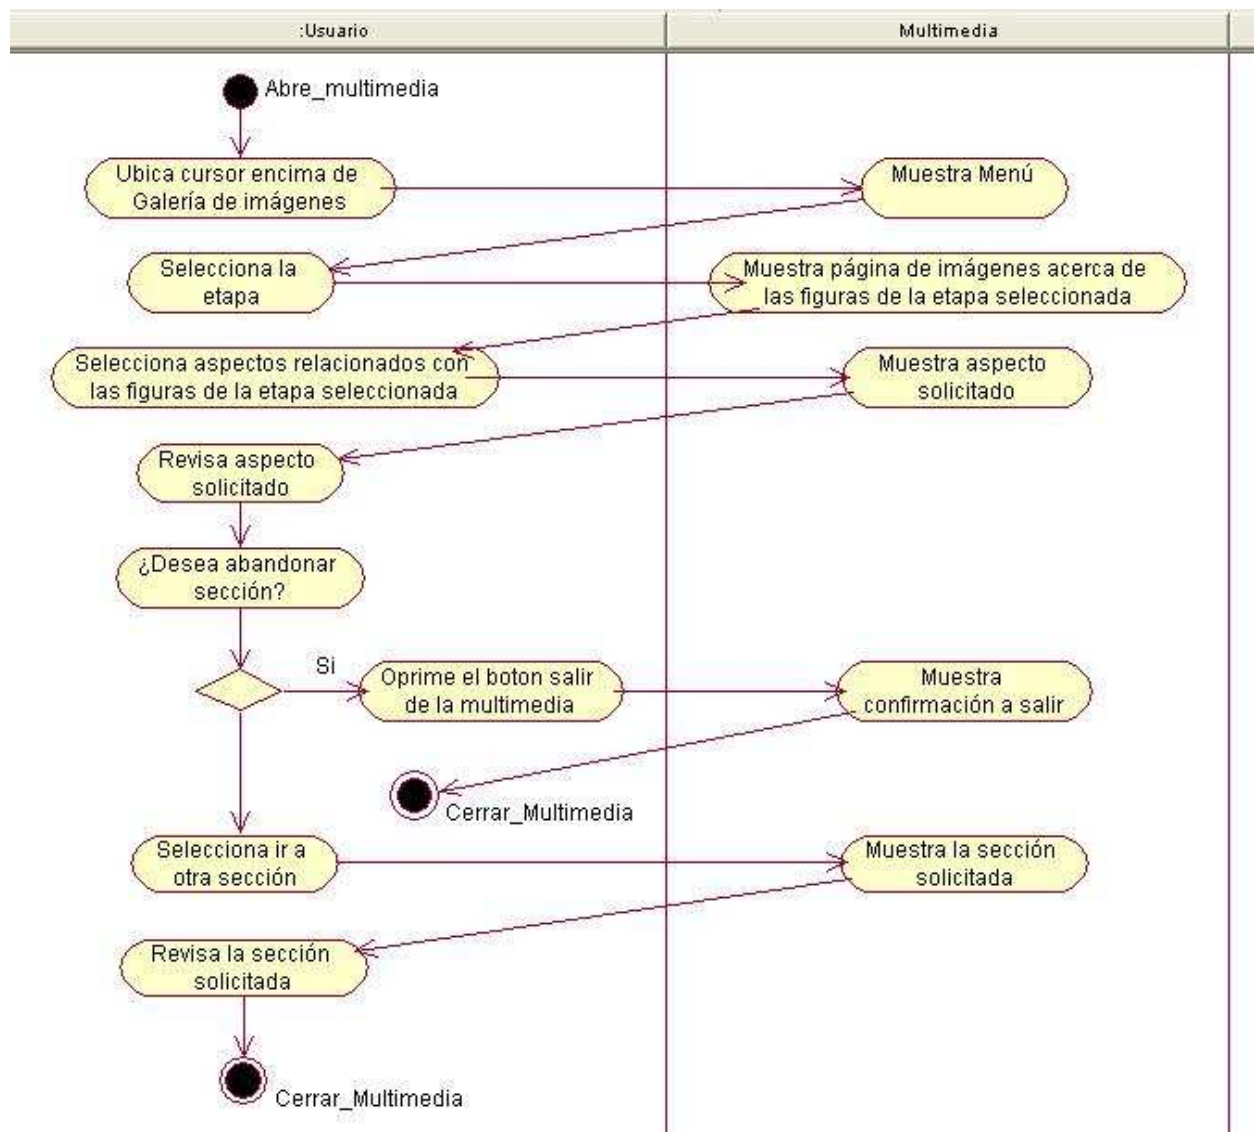 :Usuario
Multimedia
Abre_multimedia
Ubica cursor encima de
Galería de imágenes
Muestra Menú
Selecciona la
etapa
Muestra página de imágenes acerca de
las figuras de la etapa seleccionada
Selecciona aspectos relacionados con
las figuras de la etapa seleccionada
Muestra aspecto
solicitado
Revisa aspecto
solicitado
¿Desea abandonar
sección?
Si
Oprime el boton salir
de la multimedia
Muestra
confirmación a salir
Cerrar_Multimedia
Selecciona ir a
otra sección
Muestra la sección
solicitada
Revisa la sección
solicitada
Cerrar_Multimedia